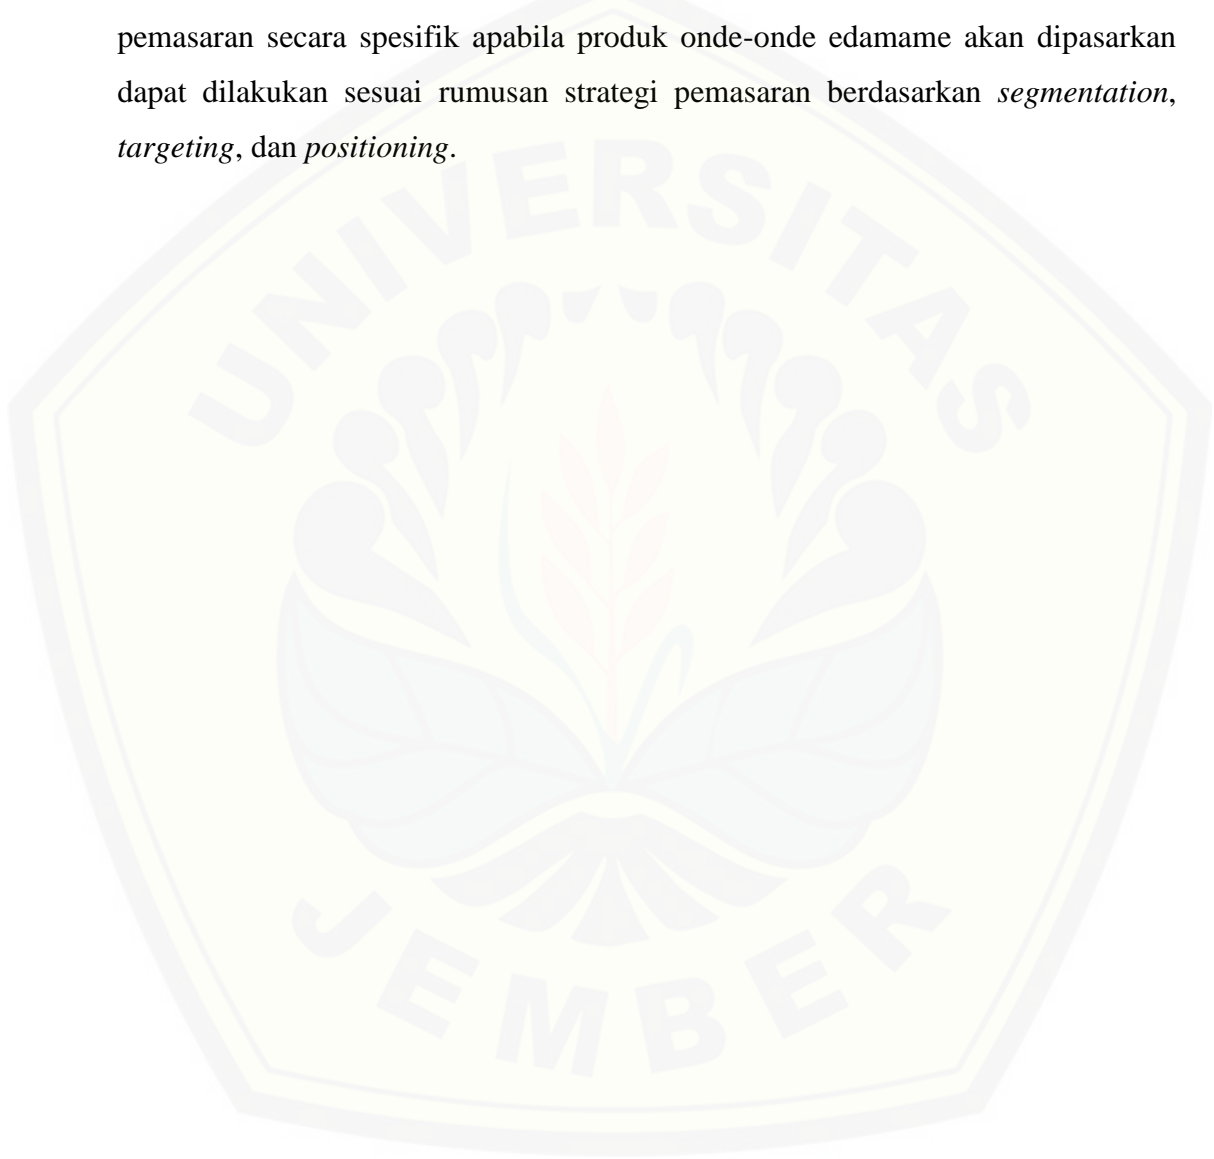 pemasaran secara spesifik apabila produk onde-onde edamame akan dipasarkan
dapat dilakukan sesuai rumusan strategi pemasaran berdasarkan segmentation,
targeting, dan positioning.
UNIVERSITAS
JEMBER